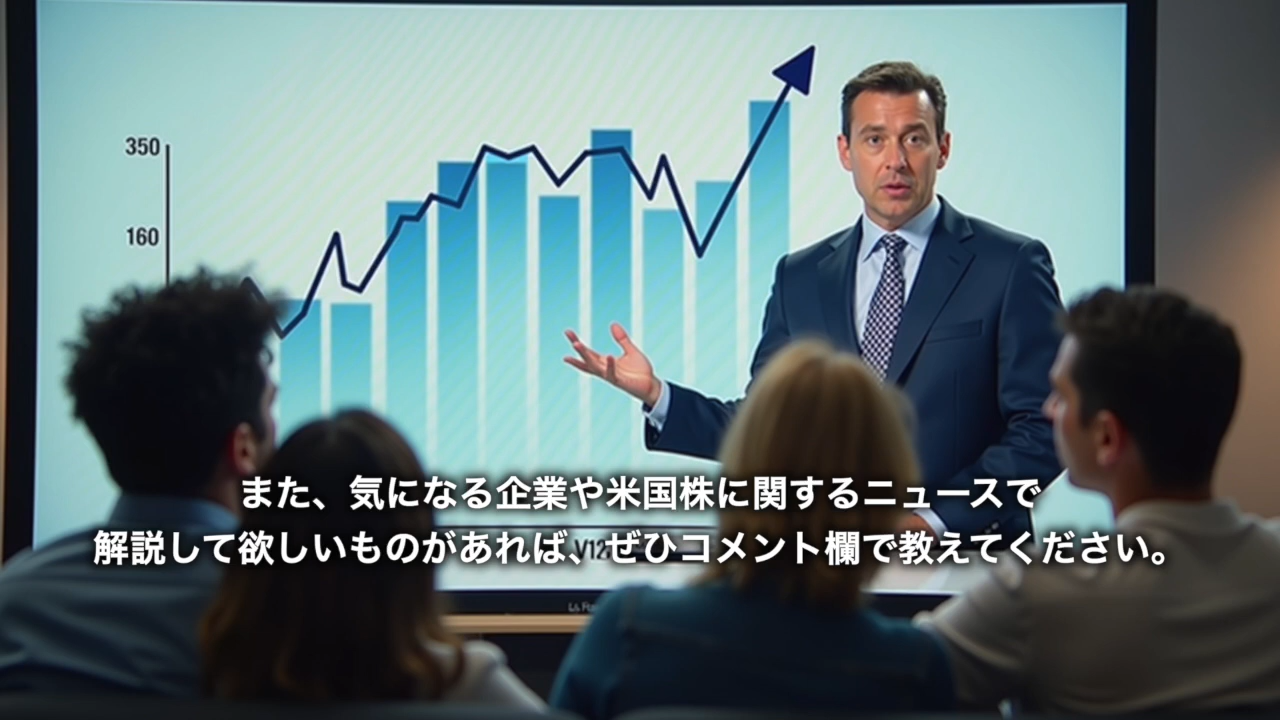 350
160
また、気になる企業や米国株に関するニュースで
解説して欲しいものがあれば、ぜひコメント欄で教えてください。